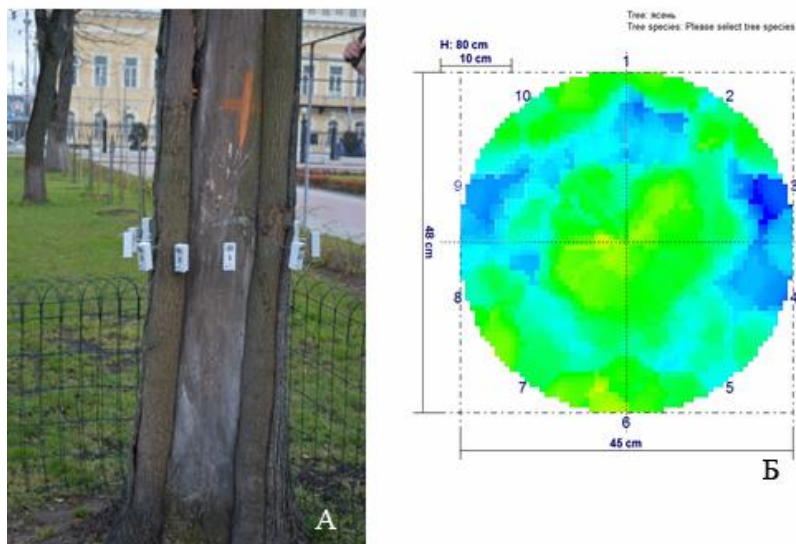 Tree: ясень
Tree species: Please select tree species
H: 80 cm
10 cm
1
10
2
9
3
48 cm
8
4
7
5
6
45 cm
А
Б